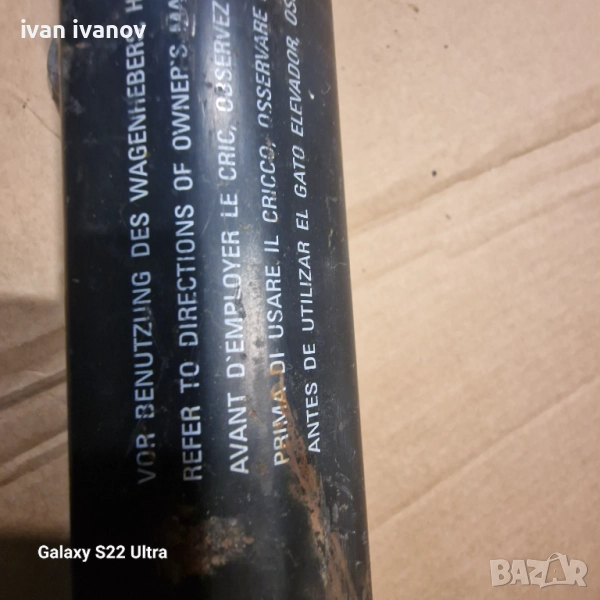 ivan ivanov
VOR BENUTZUNG DES WAGENHEBERS
REFER TO DIRECTIONS OF OWNER'S
AVANT D'EMPLOYER LE CRIC, OBSERVEZ
PRIMA DI USARE IL CRICCO, OSSERVARE
ANTES DE UTILIZAR EL GATO ELEVADOR,
Galaxy S22 Ultra
BAZAR